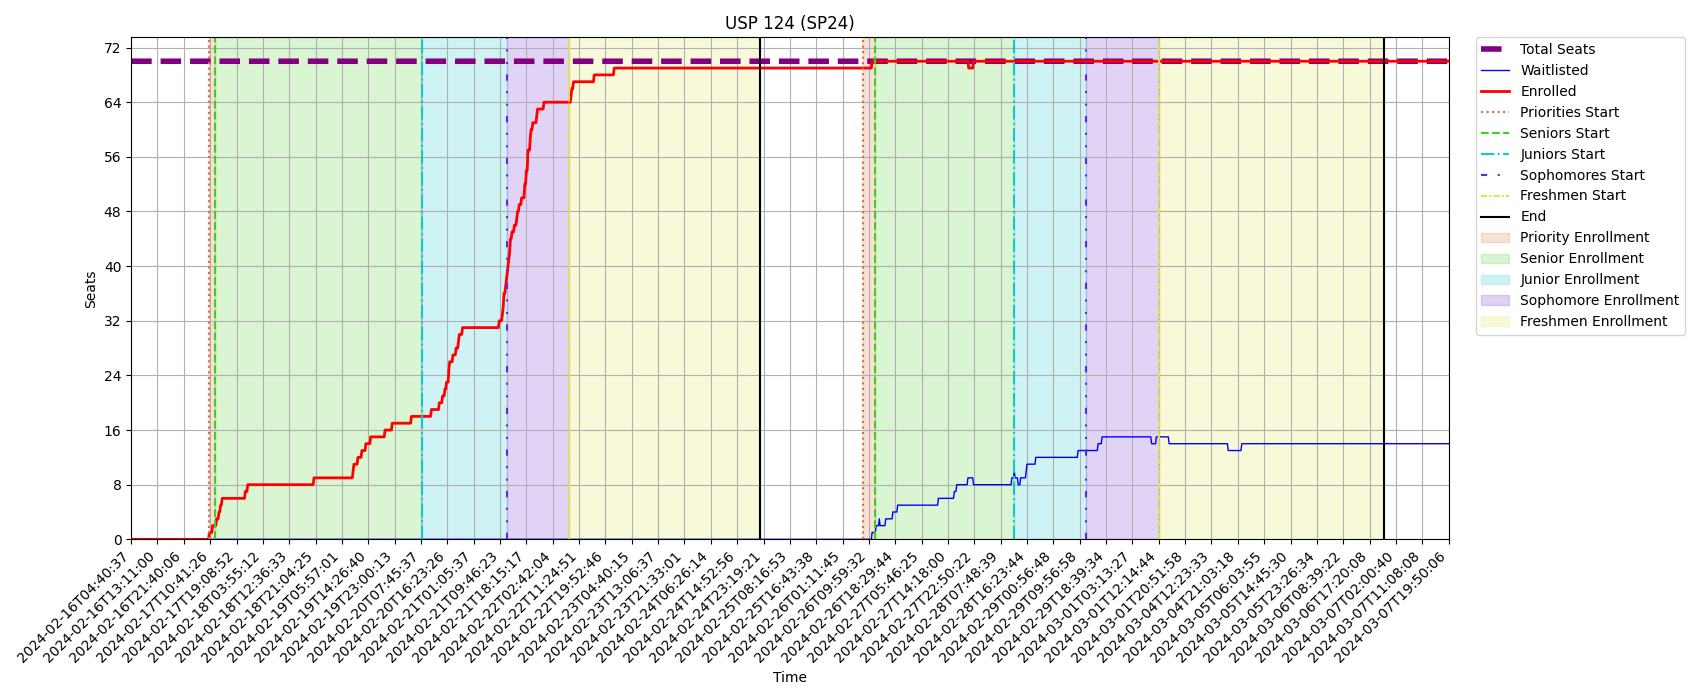 USP 124 (SP24)
72
64
56
48
40
32
24
16
8
0
Seats
2024-02-16T04:40:37
2024-02-16T13:11:00
2024-02-16T21:40:06
2024-02-17T10:41:26
2024-02-17T19:08:52
2024-02-18T03:55:12
2024-02-18T12:36:33
2024-02-18T21:04:25
2024-02-19T05:57:01
2024-02-19T14:26:40
2024-02-19T23:00:13
2024-02-20T07:45:37
2024-02-20T16:23:26
2024-02-21T01:05:37
2024-02-21T09:46:23
2024-02-21T18:15:17
2024-02-22T02:42:04
2024-02-22T11:24:51
2024-02-22T19:52:46
2024-02-23T04:40:15
2024-02-23T13:06:37
2024-02-23T21:33:01
2024-02-24T06:26:14
2024-02-24T14:52:56
2024-02-24T23:19:21
2024-02-25T08:16:53
2024-02-25T16:43:38
2024-02-26T01:11:45
2024-02-26T09:59:32
2024-02-26T18:29:44
2024-02-27T05:46:25
2024-02-27T14:18:00
2024-02-27T22:50:22
2024-02-28T07:48:39
2024-02-28T16:23:44
2024-02-29T00:56:48
2024-02-29T09:56:58
2024-02-29T18:39:34
2024-03-01T03:13:27
2024-03-01T12:14:44
2024-03-01T20:51:58
2024-03-04T12:23:33
2024-03-04T21:03:18
2024-03-05T06:03:55
2024-03-05T14:45:30
2024-03-05T23:26:34
2024-03-06T08:39:22
2024-03-06T17:20:08
2024-03-07T02:00:40
2024-03-07T11:08:08
2024-03-07T19:50:06
Time
Total Seats
Waitlisted
Enrolled
Priorities Start
Seniors Start
Juniors Start
Sophomores Start
Freshmen Start
End
Priority Enrollment
Senior Enrollment
Junior Enrollment
Sophomore Enrollment
Freshmen Enrollment